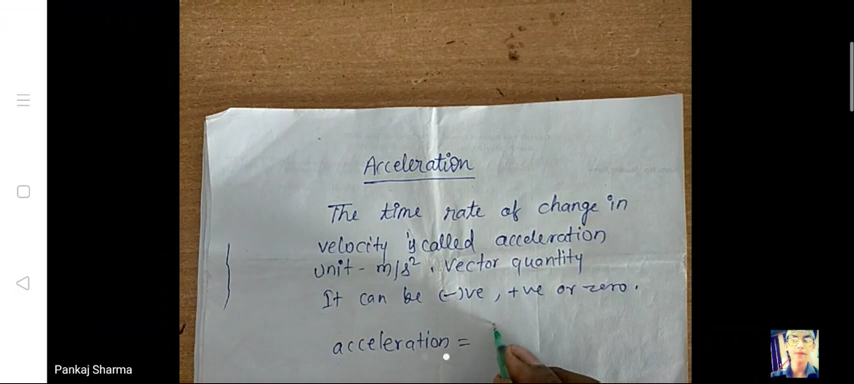 Acceleration
The time rate of change in
velocity is called acceleration
unit - m/s². Vector quantity
It can be (-)ve, +ve or zero.
acceleration =
Pankaj Sharma